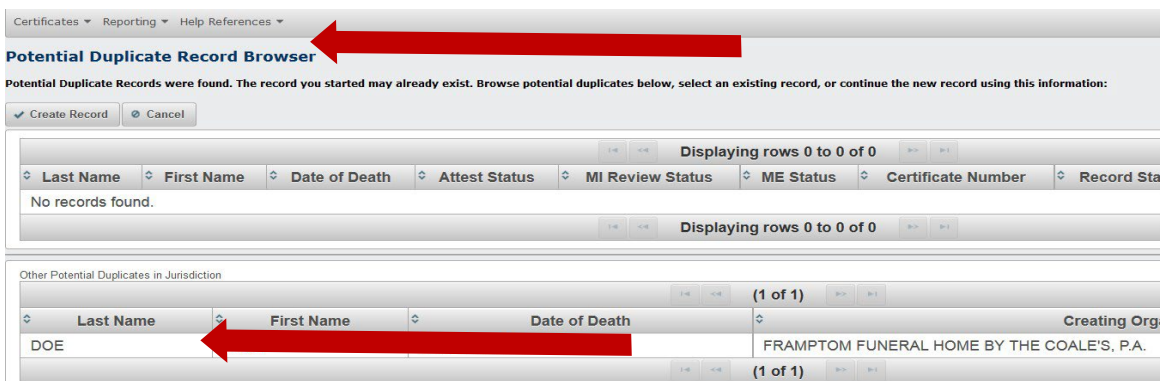 Certificates Reporting Help References
Potential Duplicate Record Browser
Potential Duplicate Records were found. The record you started may already exist. Browse potential duplicates below, select an existing record, or continue the new record using this information:
Create Record Cancel
Displaying rows 0 to 0 of 0
Last Name First Name Date of Death Attest Status MI Review Status ME Status Certificate Number Record Sta
No records found.
Displaying rows 0 to 0 of 0
Other Potential Duplicates in Jurisdiction
(1 of 1)
Last Name First Name Date of Death Creating Orga
DOE FRAMPTOM FUNERAL HOME BY THE COALE'S, P.A.
(1 of 1)